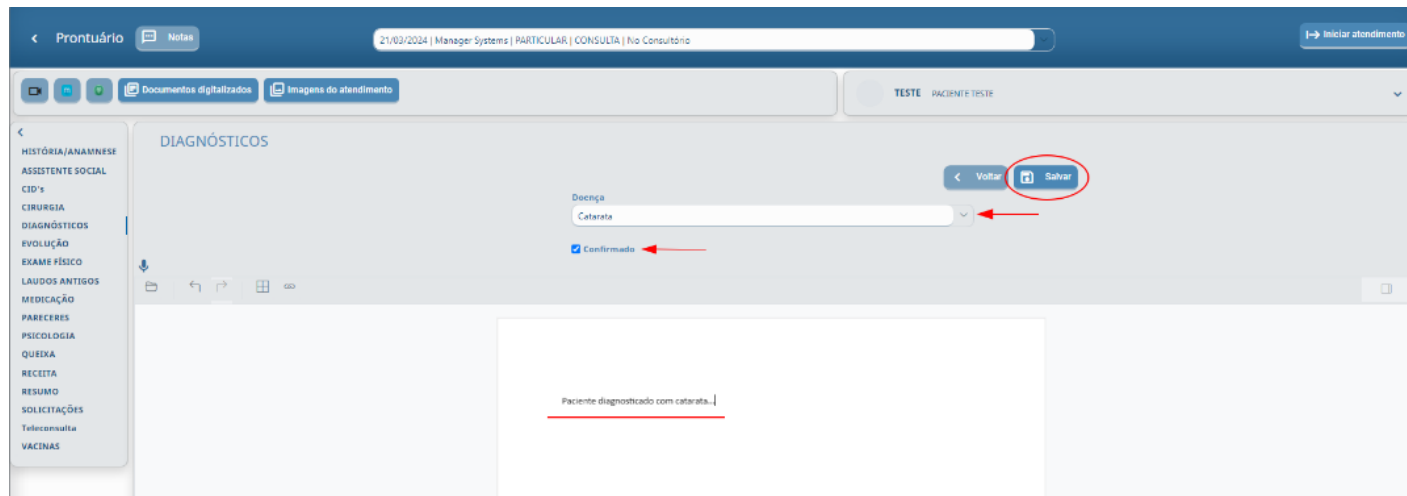 Prontuário
Notas
21/03/2024 | Manager Systems | PARTICULAR | CONSULTA | No Consultório
Iniciar atendimento
Documentos digitalizados
Imagens do atendimento
TESTE PACIENTE TESTE
HISTÓRIA/ANAMNESE
ASSISTENTE SOCIAL
CID's
CIRURGIA
DIAGNÓSTICOS
EVOLUÇÃO
EXAME FÍSICO
LAUDOS ANTIGOS
MEDICAÇÃO
PARECERES
PSICOLOGIA
QUEIXA
RECEITA
RESUMO
SOLICITAÇÕES
Teleconsulta
VACINAS
DIAGNÓSTICOS
Voltar
Salvar
Doença
Catarata
Confirmado
Paciente diagnosticado com catarata...